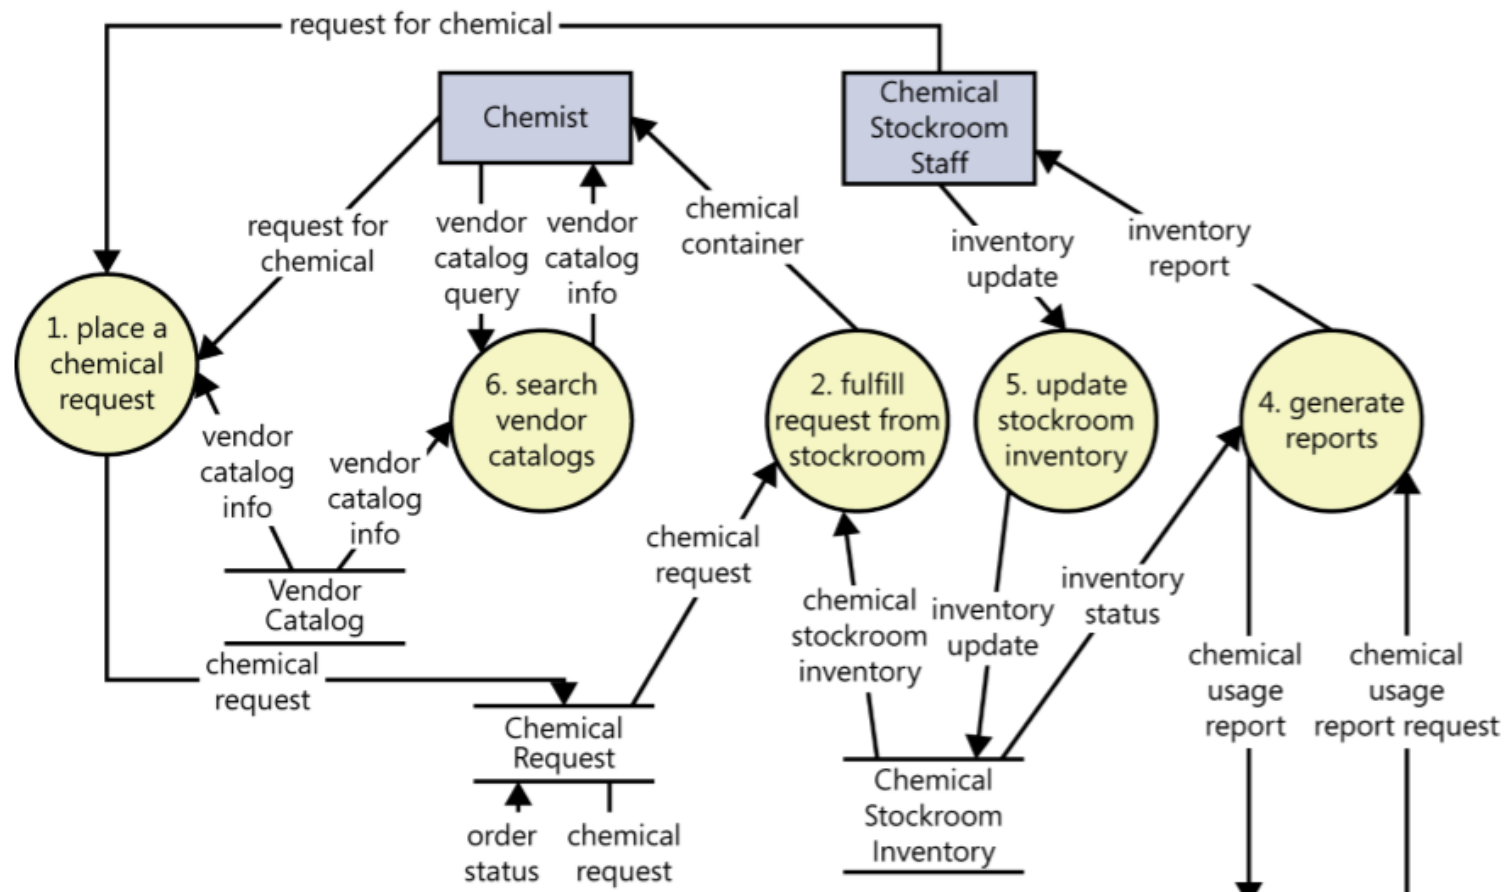 request for chemical
Chemist
Chemical
Stockroom
Staff
request for
chemical
vendor
catalog
query
vendor
catalog
info
chemical
container
inventory
update
inventory
report
1. place a
chemical
request
6. search
vendor
catalogs
2. fulfill
request from
stockroom
5. update
stockroom
inventory
4. generate
reports
vendor
catalog
info
vendor
catalog
info
chemical
request
Vendor
Catalog
chemical
stockroom
inventory
inventory
update
inventory
status
chemical
usage
report
chemical
usage
report request
chemical
request
Chemical
Request
Chemical
Stockroom
Inventory
order
status
chemical
request